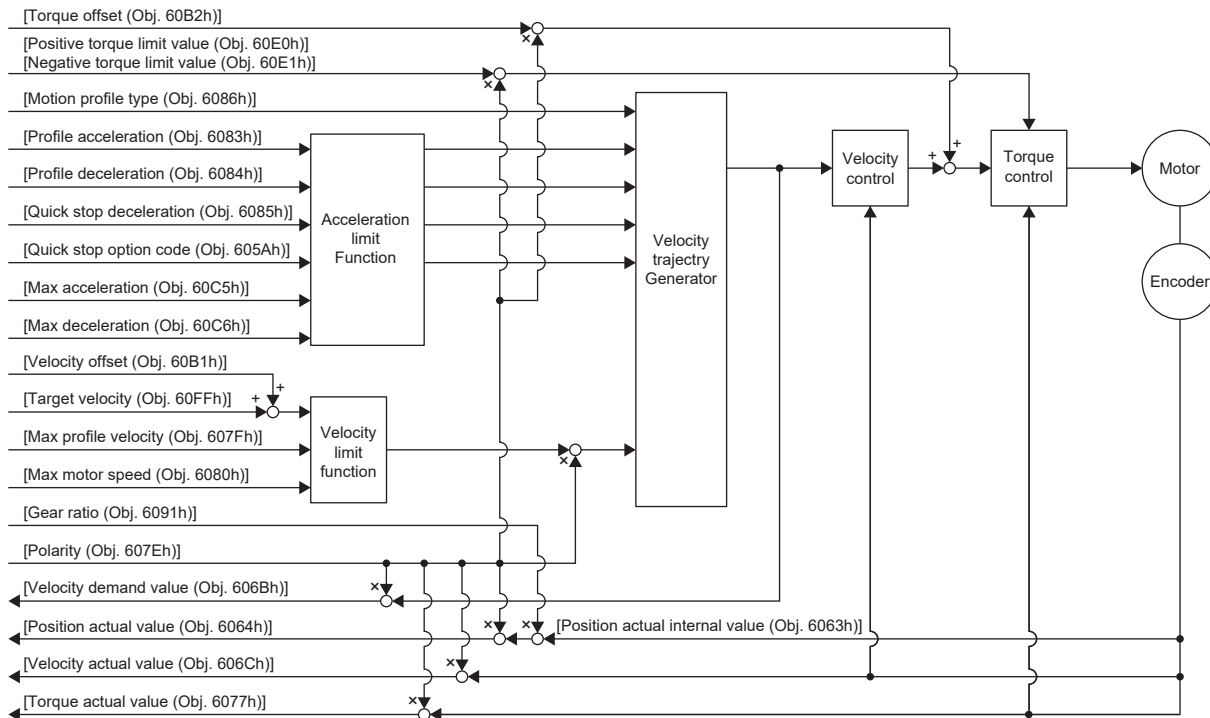 [Torque offset (Obj. 60B2h)]
[Positive torque limit value (Obj. 60E0h)]
[Negative torque limit value (Obj. 60E1h)]
[Motion profile type (Obj. 6086h)]
[Profile acceleration (Obj. 6083h)]
[Profile deceleration (Obj. 6084h)]
[Quick stop deceleration (Obj. 6085h)]
[Quick stop option code (Obj. 605Ah)]
[Max acceleration (Obj. 60C5h)]
[Max deceleration (Obj. 60C6h)]
[Velocity offset (Obj. 60B1h)]
[Target velocity (Obj. 60FFh)]
[Max profile velocity (Obj. 607Fh)]
[Max motor speed (Obj. 6080h)]
[Gear ratio (Obj. 6091h)]
[Polarity (Obj. 607Eh)]
[Velocity demand value (Obj. 606Bh)]
[Position actual value (Obj. 6064h)]
[Position actual internal value (Obj. 6063h)]
[Velocity actual value (Obj. 606Ch)]
[Torque actual value (Obj. 6077h)]
Acceleration
limit
Function
Velocity
limit
function
Velocity
trajectry
Generator
Velocity
control
Torque
control
Motor
Encoder
×
×
+
+
+
+
×
×
×
×
×
×